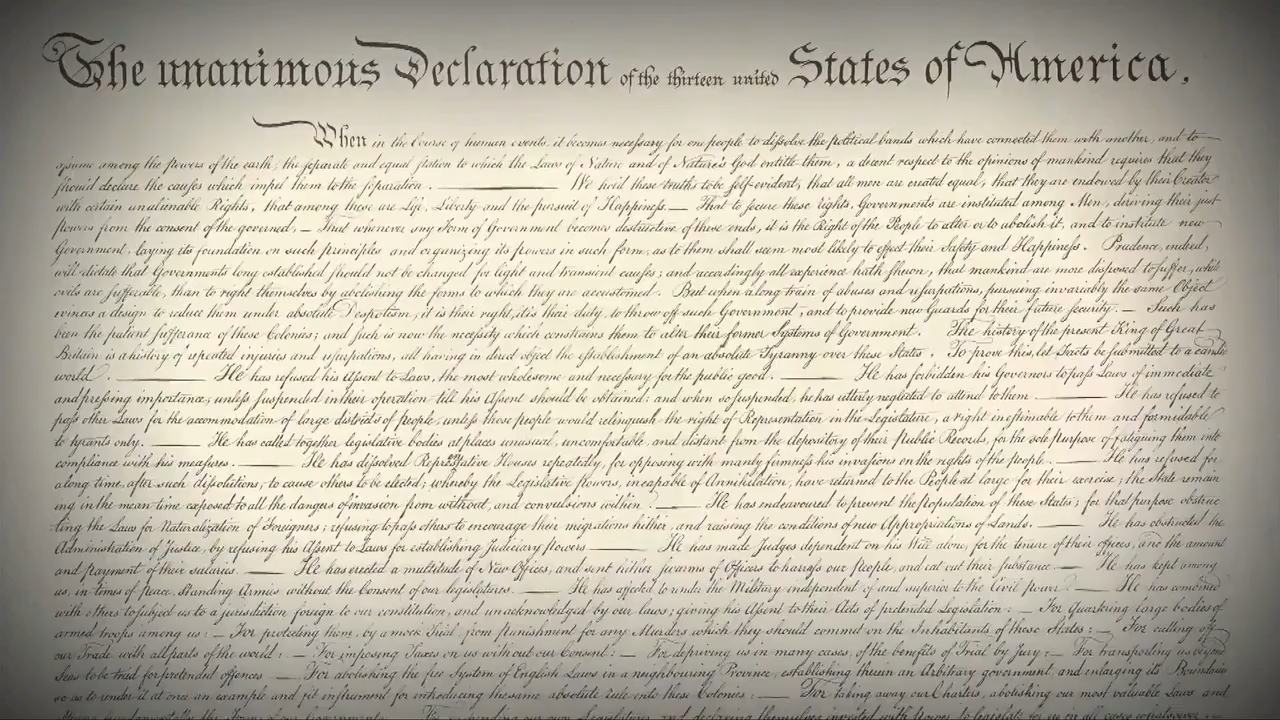 The unanimous Declaration of the thirteen united States of America.
When in the Course of human events, it becomes necessary for one people to dissolve the political bands which have connected them with another, and to
assume among the powers of the earth, the separate and equal station to which the Laws of Nature and of Nature's God entitle them, a decent respect to the opinions of mankind requires that they
should declare the causes which impel them to the separation. — We hold these truths to be self-evident, that all men are created equal, that they are endowed by their Creator
with certain unalienable Rights, that among these are Life, Liberty and the pursuit of Happiness. — That to secure these rights, Governments are instituted among Men, deriving their just
powers from the consent of the governed, — That whenever any Form of Government becomes destructive of these ends, it is the Right of the People to alter or to abolish it, and to institute new
Government, laying its foundation on such principles and organizing its powers in such form, as to them shall seem most likely to effect their Safety and Happiness. Prudence, indeed,
will dictate that Governments long established should not be changed for light and transient causes; and accordingly all experience hath shewn, that mankind are more disposed to suffer, while
evils are sufferable, than to right themselves by abolishing the forms to which they are accustomed. But when a long train of abuses and usurpations, pursuing invariably the same Object
evinces a design to reduce them under absolute Despotism, it is their right, it is their duty, to throw off such Government, and to provide new Guards for their future security. — Such has
been the patient sufferance of these Colonies; and such is now the necessity which constrains them to alter their former Systems of Government. The history of the present King of Great
Britain is a history of repeated injuries and usurpations, all having in direct object the establishment of an absolute Tyranny over these States. To prove this, let Facts be submitted to a candid
world. — He has refused his Assent to Laws, the most wholesome and necessary for the public good. — He has forbidden his Governors to pass Laws of immediate
and pressing importance, unless suspended in their operation till his Assent should be obtained; and when so suspended, he has utterly neglected to attend to them. — He has refused to
pass other Laws for the accommodation of large districts of people, unless those people would relinquish the right of Representation in the Legislature, a right inestimable to them and formidable
to tyrants only. — He has called together legislative bodies at places unusual, uncomfortable, and distant from the depository of their Public Records, for the sole purpose of fatiguing them into
compliance with his measures. — He has dissolved Representative Houses repeatedly, for opposing with manly firmness his invasions on the rights of the people. — He has refused for
a long time, after such dissolutions, to cause others to be elected; whereby the Legislative powers, incapable of Annihilation, have returned to the People at large for their exercise; the State remain
ing in the mean time exposed to all the dangers of invasion from without, and convulsions within. — He has endeavoured to prevent the population of these States; for that purpose obstruc
ting the Laws for Naturalization of Foreigners; refusing to pass others to encourage their migrations hither, and raising the conditions of new Appropriations of Lands. — He has obstructed the
Administration of Justice, by refusing his Assent to Laws for establishing Judiciary powers — He has made Judges dependent on his Will alone, for the tenure of their offices, and the amount
and payment of their salaries. — He has erected a multitude of New Offices, and sent hither swarms of Officers to harrass our people, and eat out their substance. — He has kept among
us, in times of peace, Standing Armies without the Consent of our legislatures. — He has affected to render the Military independent of and superior to the Civil power. — He has combined
with others to subject us to a jurisdiction foreign to our constitution, and unacknowledged by our laws; giving his Assent to their Acts of pretended Legislation: — For Quartering large bodies of
armed troops among us: — For protecting them, by a mock Trial, from punishment for any Murders which they should commit on the Inhabitants of these States: — For cutting off
our Trade with all parts of the world: — For imposing Taxes on us without our Consent: — For depriving us in many cases, of the benefits of Trial by Jury: — For transporting us beyond
Seas to be tried for pretended offences — For abolishing the free System of English Laws in a neighbouring Province, establishing therein an Arbitrary government, and enlarging its Boundaries
so as to render it at once an example and fit instrument for introducing the same absolute rule into these Colonies: — For taking away our Charters, abolishing our most valuable Laws and